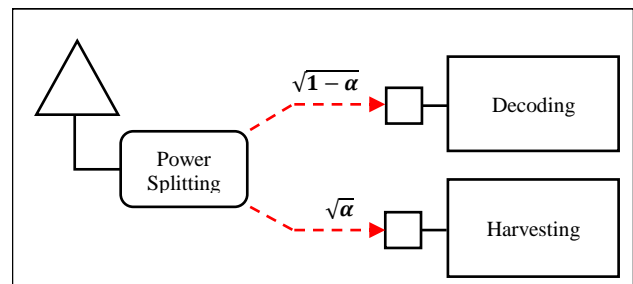 √1 − α
Decoding
Power
Splitting
√α
Harvesting